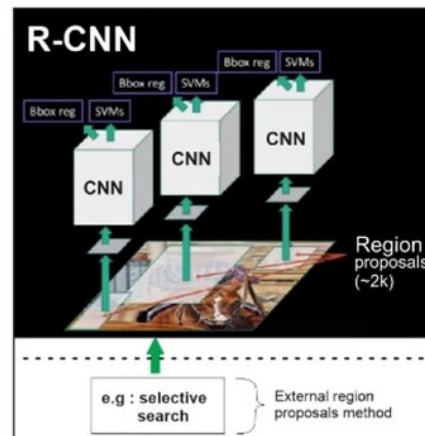 R-CNN
Bbox reg SVMs
Bbox reg SVMs
Bbox reg SVMs
CNN
CNN
CNN
Region
proposals
(~2k)
e.g : selective
search
External region
proposals method